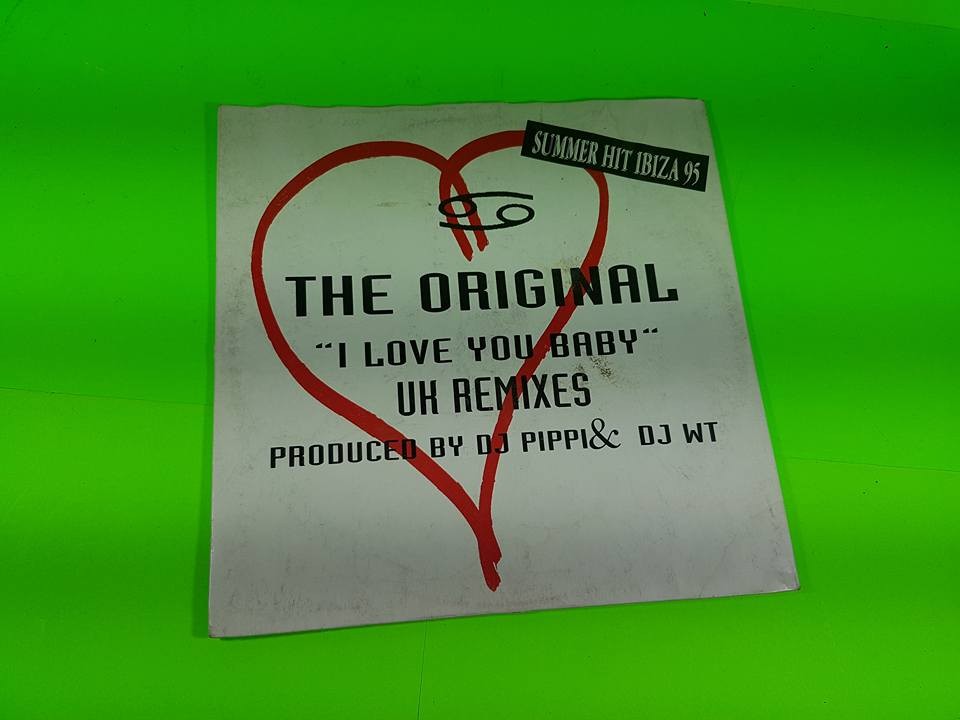 SUMMER HIT IBIZA 95
THE ORIGINAL
"I LOVE YOU BABY"
UK REMIXES
PRODUCED BY DJ PIPPI & DJ WT